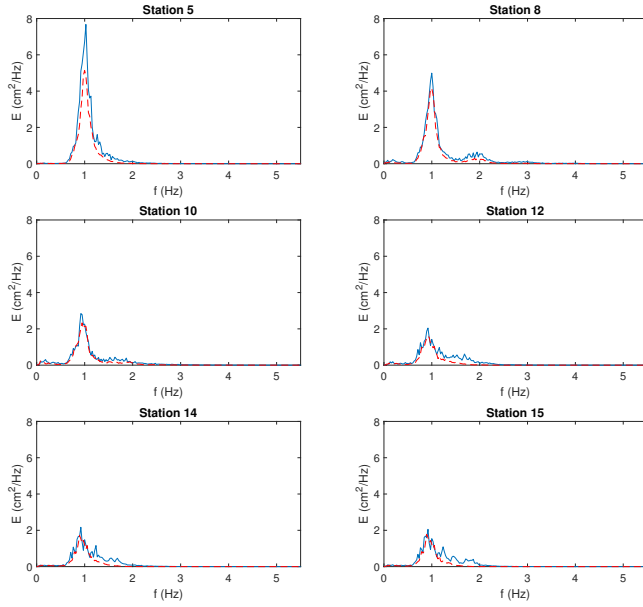 Station 5
8
6
4
2
0
E (cm²/Hz)
0 1 2 3 4 5
f (Hz)
Station 8
8
6
4
2
0
E (cm²/Hz)
0 1 2 3 4 5
f (Hz)
Station 10
8
6
4
2
0
E (cm²/Hz)
0 1 2 3 4 5
f (Hz)
Station 12
8
6
4
2
0
E (cm²/Hz)
0 1 2 3 4 5
f (Hz)
Station 14
8
6
4
2
0
E (cm²/Hz)
0 1 2 3 4 5
f (Hz)
Station 15
8
6
4
2
0
E (cm²/Hz)
0 1 2 3 4 5
f (Hz)